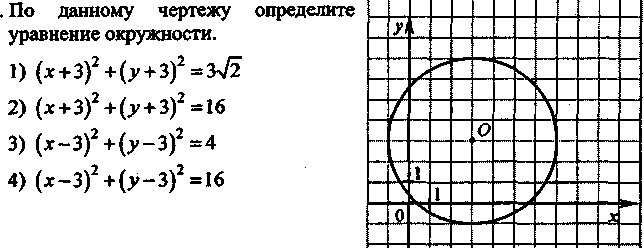 . По данному чертежу определите
уравнение окружности.
1) (x+3)² +(y+3)² =3√2
2) (x+3)² +(y+3)² =16
3) (x−3)² +(y−3)² =4
4) (x−3)² +(y−3)² =16
y
O
1
1
0
x